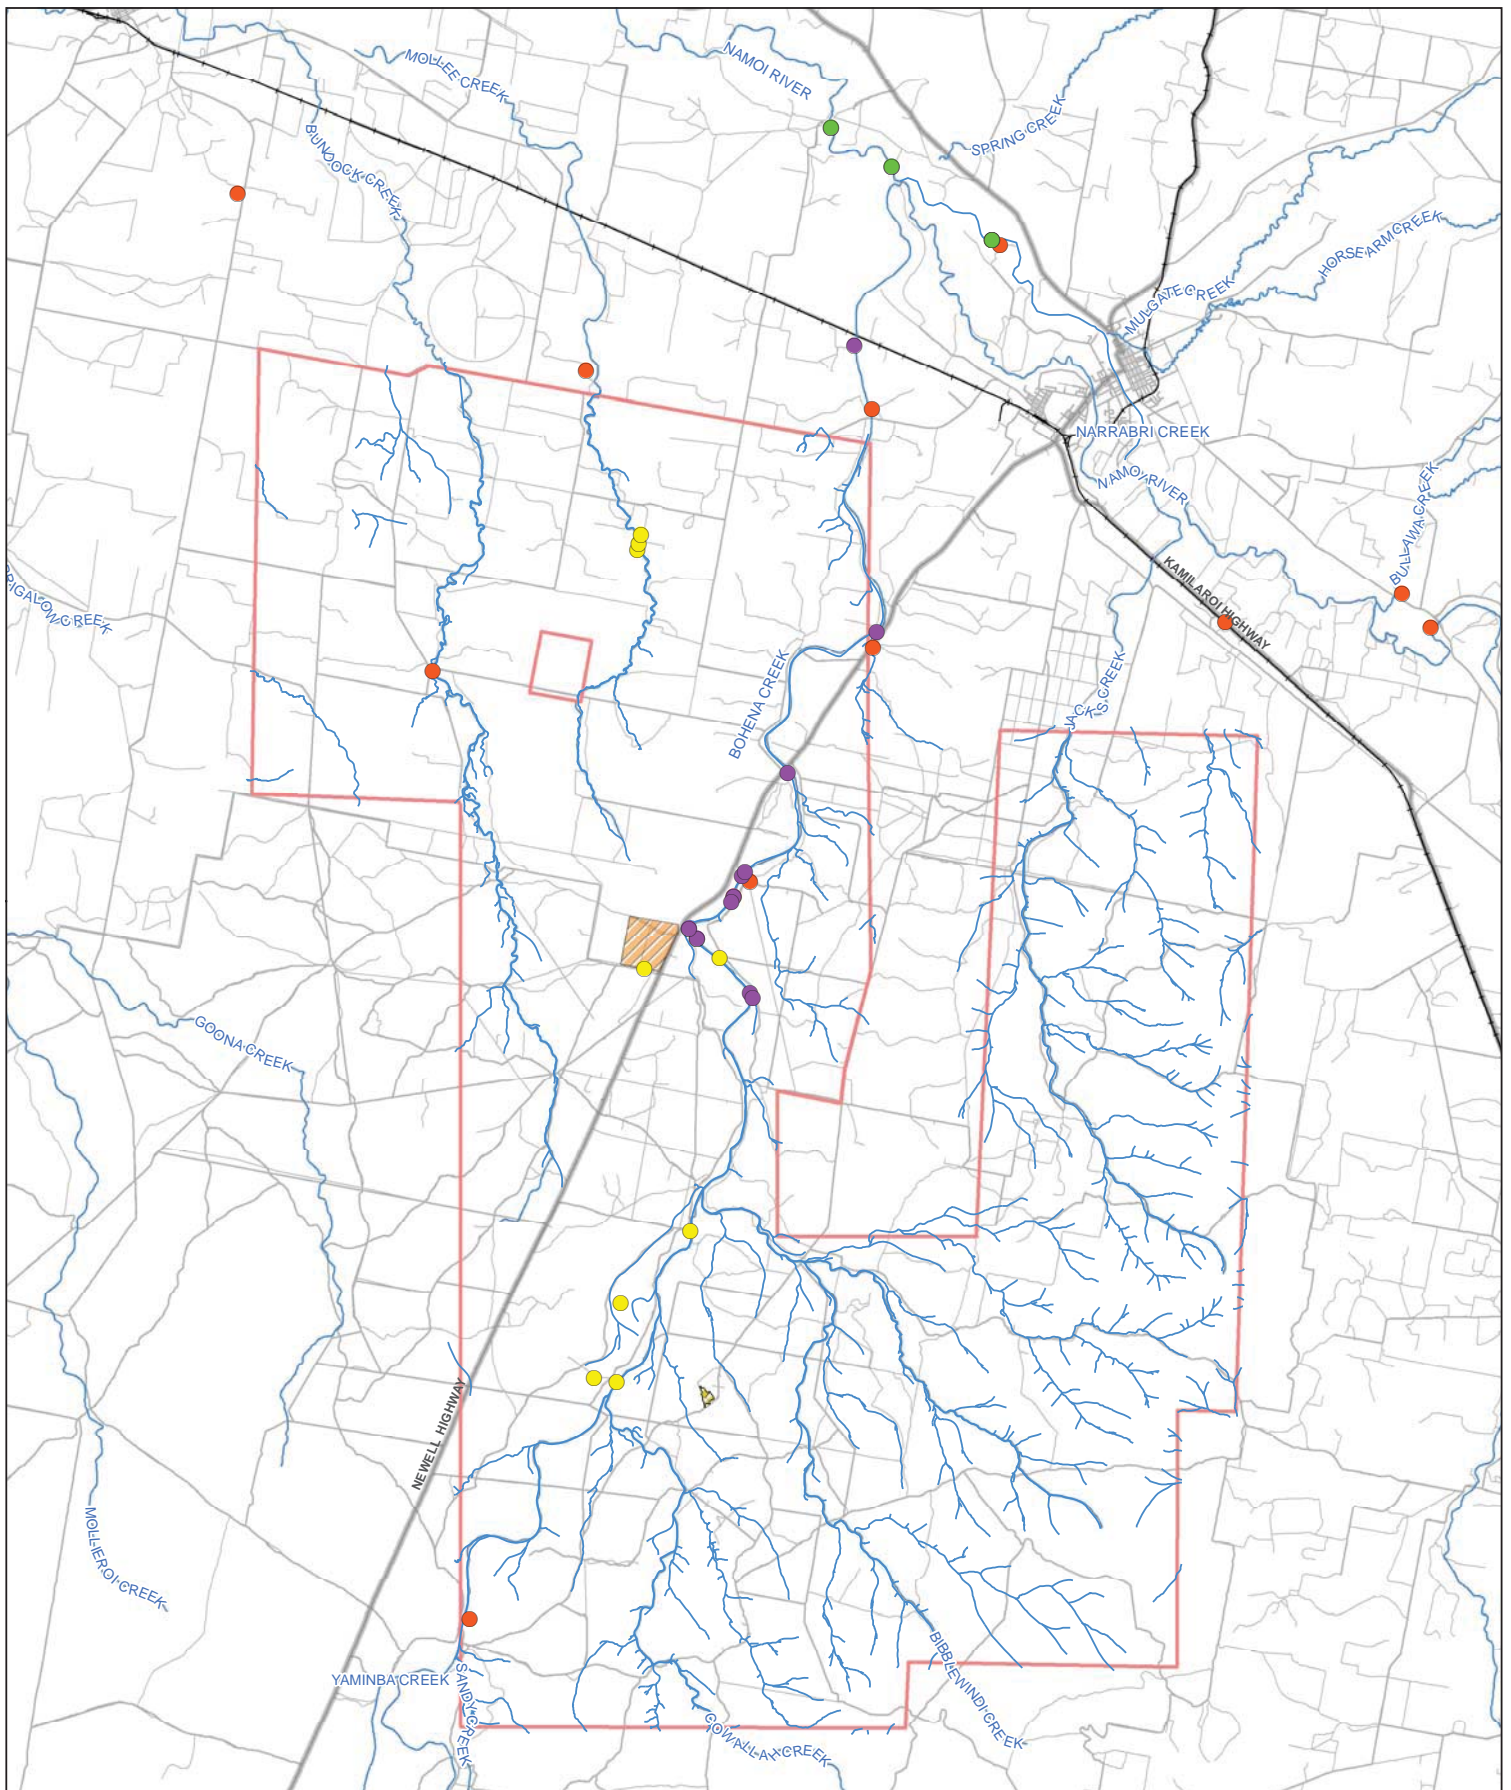 NAMOI RIVER
MOLLEE CREEK
SPRING CREEK
BUNDOCK CREEK
HORSEARM CREEK
MULGATE CREEK
NARRABRI CREEK
NAMOI RIVER
BULLAWA CREEK
KAMILAROI HIGHWAY
BRIGALOW CREEK
BOHENA CREEK
JACKS CREEK
GOONA CREEK
NEWELL HIGHWAY
MOLLIEROI CREEK
YAMINBA CREEK
SANDY CREEK
BIBBLEWINDI CREEK
COWALLAH CREEK